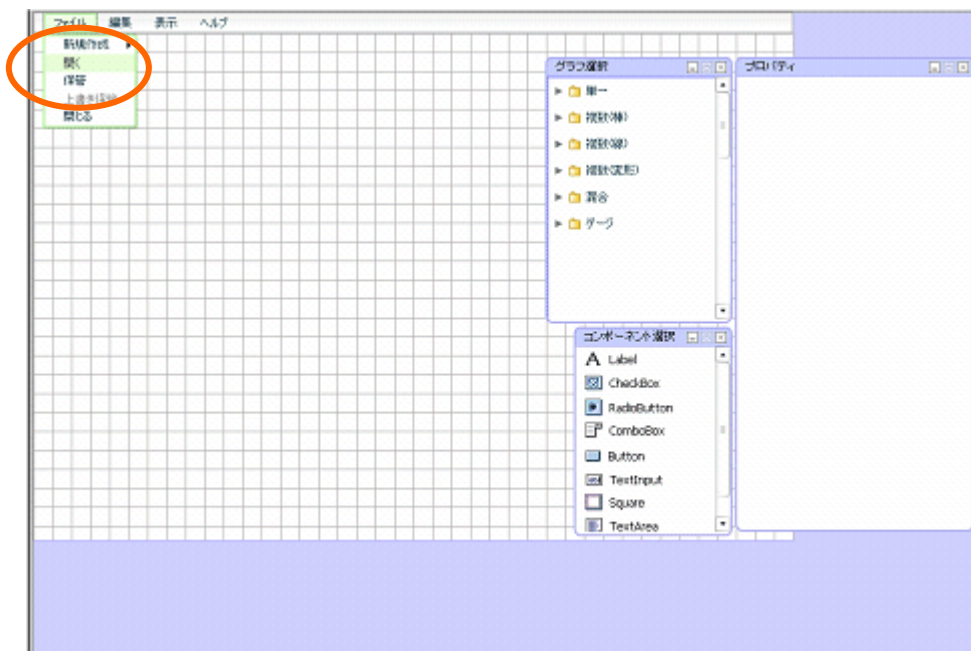 ファイル 編集 表示 ヘルプ
新規作成
開く
保管
上書き保管
閉じる
グラフ選択
単一
複数(棒)
複数(線)
複数(変形)
混合
ゲージ
プロパティ
コンポーネント選択
A Label
CheckBox
RadioButton
ComboBox
Button
TextInput
Square
TextArea